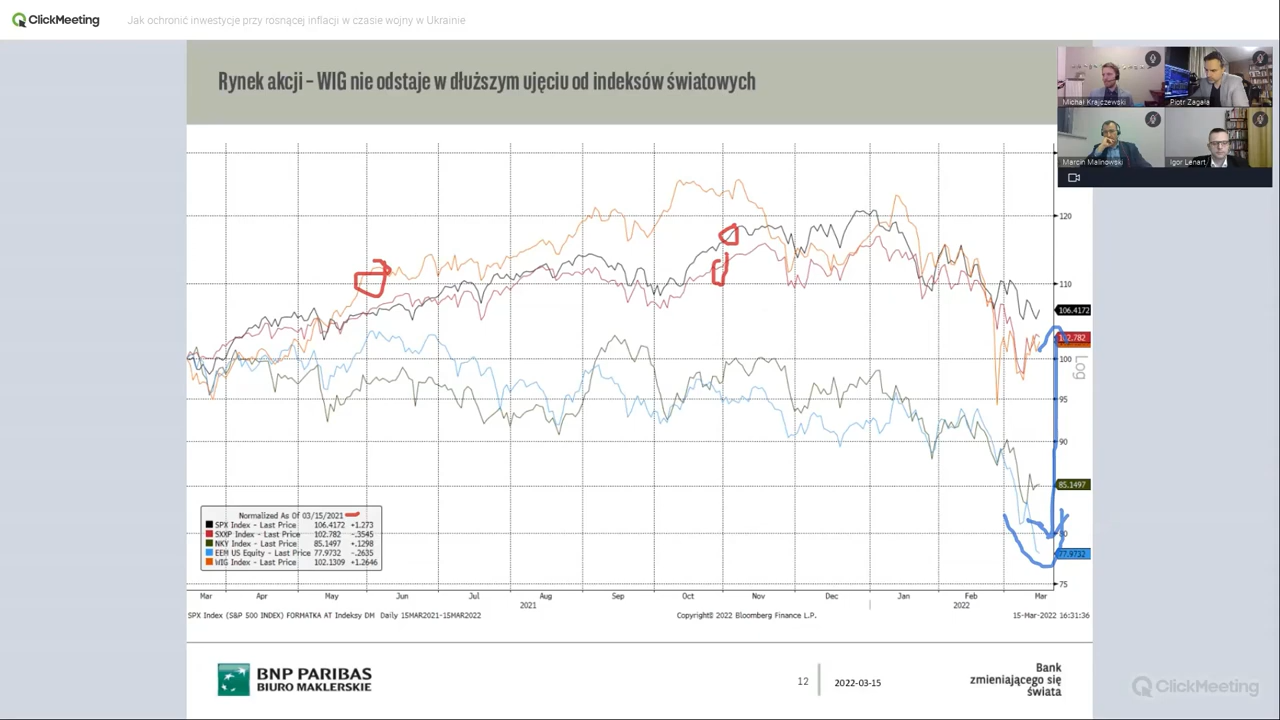 ClickMeeting
Jak ochronić inwestycje przy rosnącej inflacji w czasie wojny w Ukrainie
Rynek akcji – WIG nie odstaje w dłuższym ujęciu od indeksów światowych
Michał Krajczewski
Piotr Zagała
Marcin Malinowski
Igor Lenart
120
110
106.4172
102.782
100
Log
95
90
85.1497
80
77.9732
75
Normalized As Of 03/15/2021
SPX Index - Last Price 106.4172 +1.273
SXXP Index - Last Price 102.782 -.3545
NKY Index - Last Price 85.1497 +.1298
EEM US Equity - Last Price 77.9732 -.2635
WIG Index - Last Price 102.1309 +1.2646
Mar Apr May Jun Jul Aug Sep Oct Nov Dec Jan Feb Mar
2021 2022
SPX Index (S&P 500 INDEX) FORMATKA AT Indeksy DM Daily 15MAR2021-15MAR2022 Copyright© 2022 Bloomberg Finance L.P. 15-Mar-2022 16:31:36
BNP PARIBAS
BIURO MAKLERSKIE
12
2022-03-15
Bank
zmieniającego się
świata
ClickMeeting